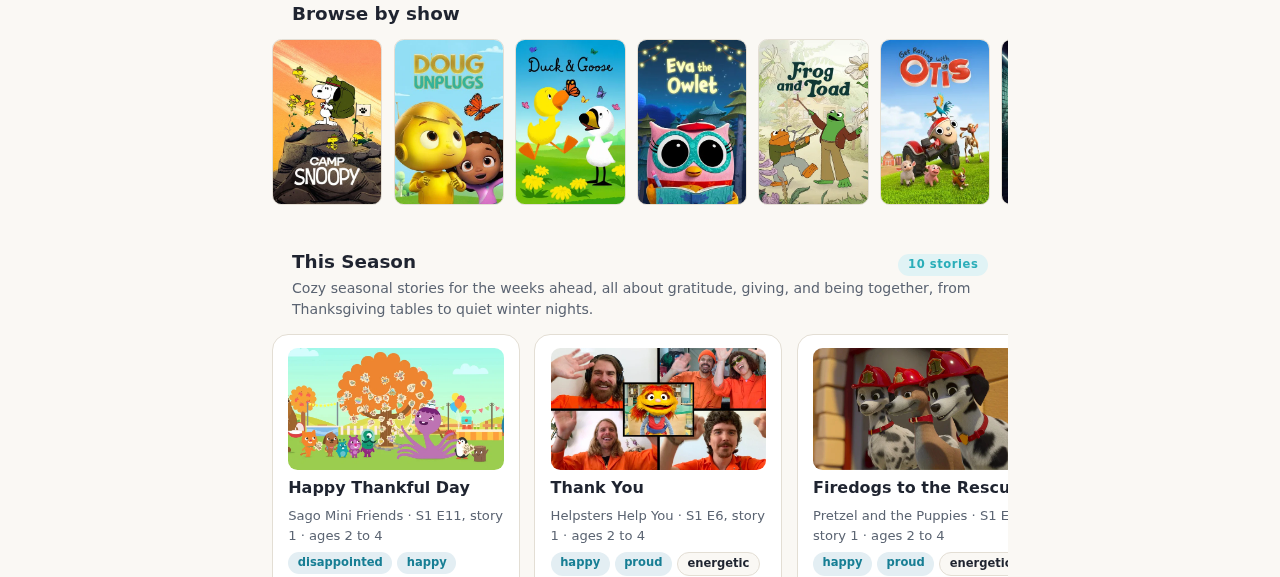 Browse by show
CAMP
SNOOPY
DOUG
UNPLUGS
Duck & Goose
Eva the
Owlet
Frog
and Toad
Get Rolling with
OTIS
This Season
10 stories
Cozy seasonal stories for the weeks ahead, all about gratitude, giving, and being together, from
Thanksgiving tables to quiet winter nights.
Happy Thankful Day
Sago Mini Friends · S1 E11, story
1 · ages 2 to 4
disappointed
happy
Thank You
Helpsters Help You · S1 E6, story
1 · ages 2 to 4
happy
proud
energetic
Firedogs to the Rescu
Pretzel and the Puppies · S1 E
story 1 · ages 2 to 4
happy
proud
energetic